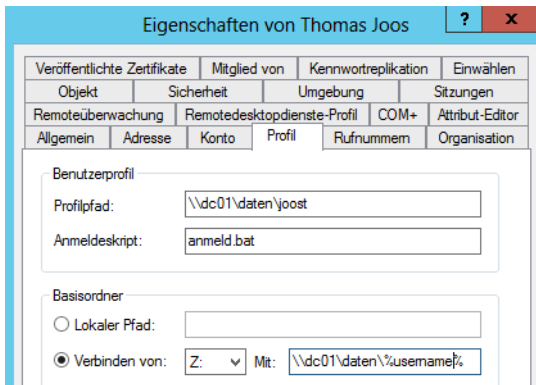 Eigenschaften von Thomas Joos ? x
Veröffentlichte Zertifikate Mitglied von Kennwortreplikation Einwählen
Objekt Sicherheit Umgebung Sitzungen
Remoteüberwachung Remotedesktopdienste-Profil COM+ Attribut-Editor
Allgemein Adresse Konto Profil Rufnummern Organisation
Benutzerprofil
Profilpfad: \\dc01\daten\joost
Anmeldeskript: anmeld.bat
Basisordner
Lokaler Pfad:
Verbinden von: Z: Mit: \\dc01\daten\%username%